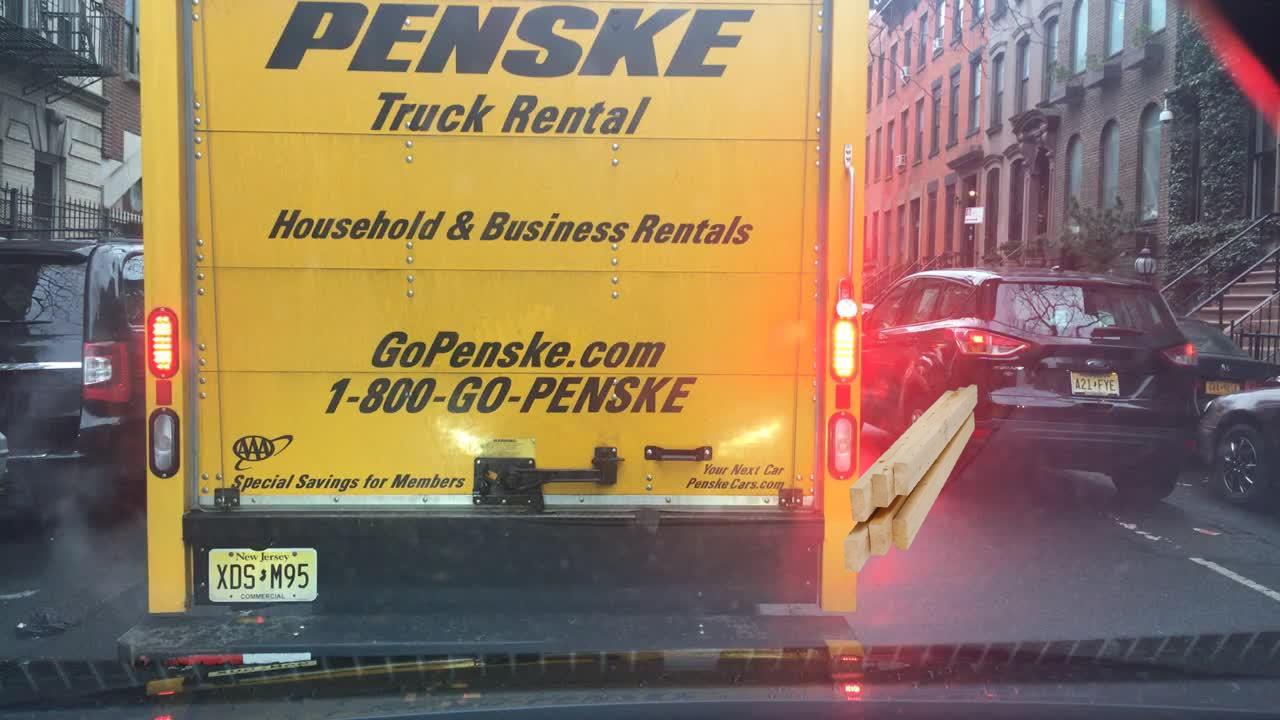 PENSKE
Truck Rental
Household & Business Rentals
GoPenske.com
1-800-GO-PENSKE
AAA
Special Savings for Members
WARNING
Your Next Car
PenskeCars.com
New Jersey
XDS M95
COMMERCIAL
A21 FYE